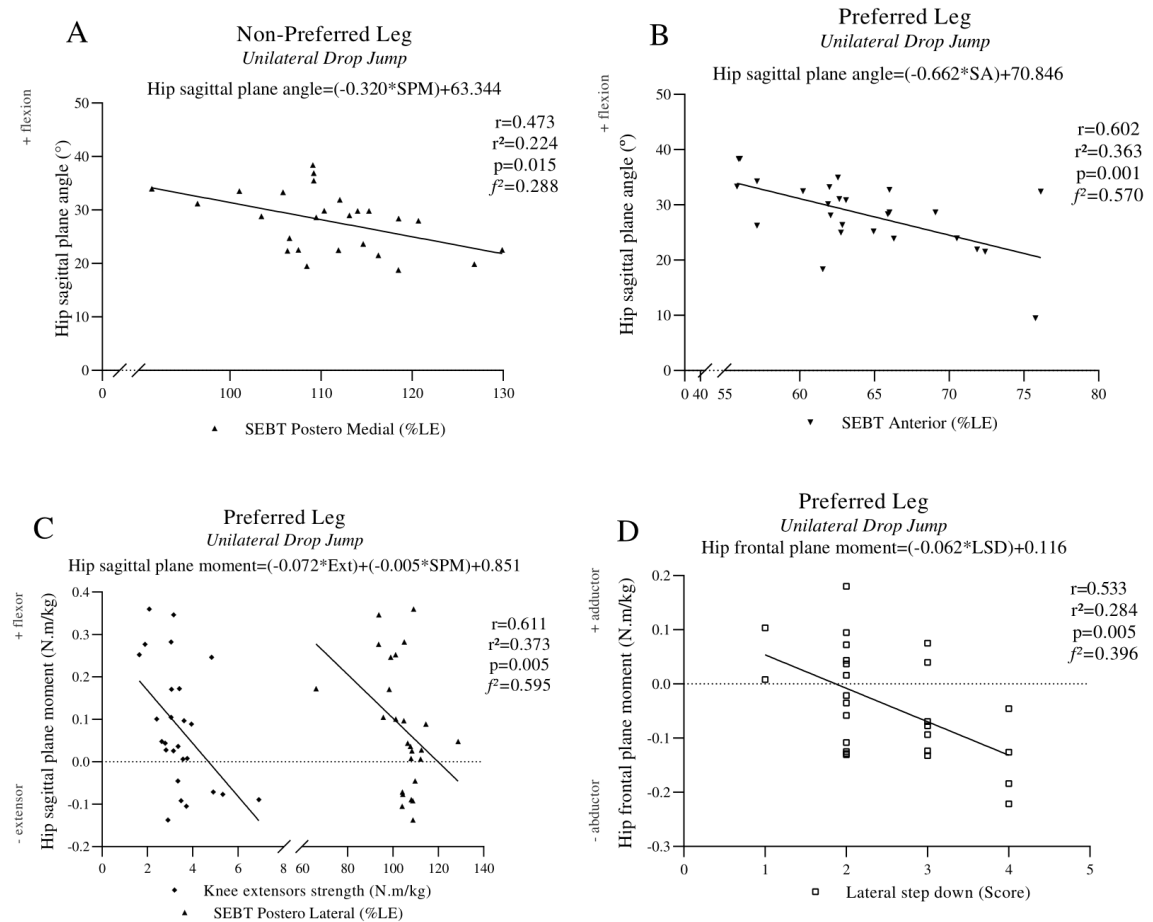 A
Non-Preferred Leg
Unilateral Drop Jump
Hip sagittal plane angle=(-0.320*SPM)+63.344
+ flexion
Hip sagittal plane angle (°)
50
40
30
20
10
0
r=0.473
r²=0.224
p=0.015
f²=0.288
0 100 110 120 130
▲ SEBT Postero Medial (%LE)
B
Preferred Leg
Unilateral Drop Jump
Hip sagittal plane angle=(-0.662*SA)+70.846
+ flexion
Hip sagittal plane angle (º)
50
40
30
20
10
0
r=0.602
r²=0.363
p=0.001
f²=0.570
0 40 55 60 65 70 75 80
▼ SEBT Anterior (%LE)
C
Preferred Leg
Unilateral Drop Jump
Hip sagittal plane moment=(-0.072*Ext)+(-0.005*SPM)+0.851
+ flexor
- extensor
Hip sagittal plane moment (N.m/kg)
0.4
0.3
0.2
0.1
0.0
-0.1
-0.2
r=0.611
r²=0.373
p=0.005
f²=0.595
0 2 4 6 8 60 80 100 120 140
◆ Knee extensors strength (N.m/kg)
▲ SEBT Postero Lateral (%LE)
D
Preferred Leg
Unilateral Drop Jump
Hip frontal plane moment=(-0.062*LSD)+0.116
+ adductor
- abductor
Hip frontal plane moment (N.m/kg)
0.2
0.1
0.0
-0.1
-0.2
-0.3
r=0.533
r²=0.284
p=0.005
f²=0.396
0 1 2 3 4 5
□ Lateral step down (Score)